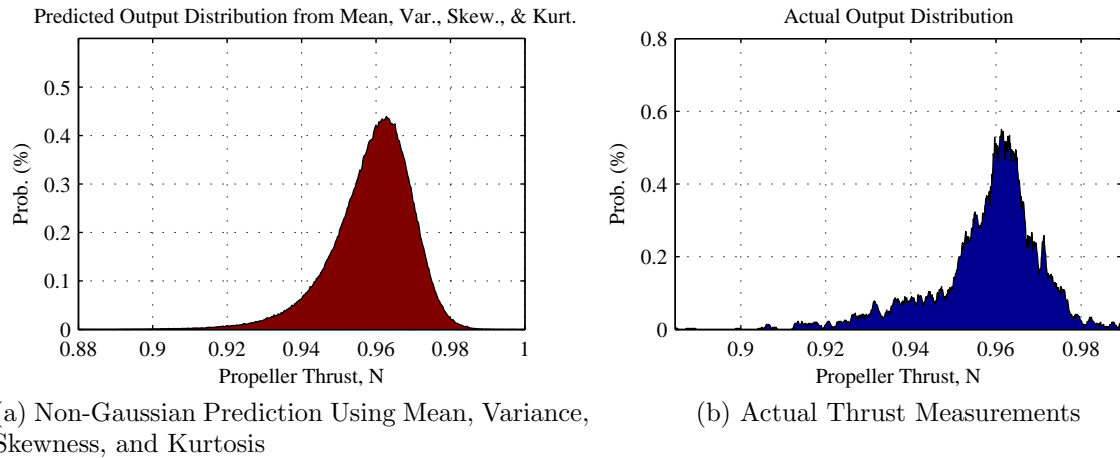 Predicted Output Distribution from Mean, Var., Skew., & Kurt.
0.5
0.4
0.3
0.2
0.1
0
Prob. (%)
0.88 0.9 0.92 0.94 0.96 0.98 1
Propeller Thrust, N
(a) Non-Gaussian Prediction Using Mean, Variance,
Skewness, and Kurtosis
Actual Output Distribution
0.8
0.6
0.4
0.2
0
Prob. (%)
0.9 0.92 0.94 0.96 0.98
Propeller Thrust, N
(b) Actual Thrust Measurements